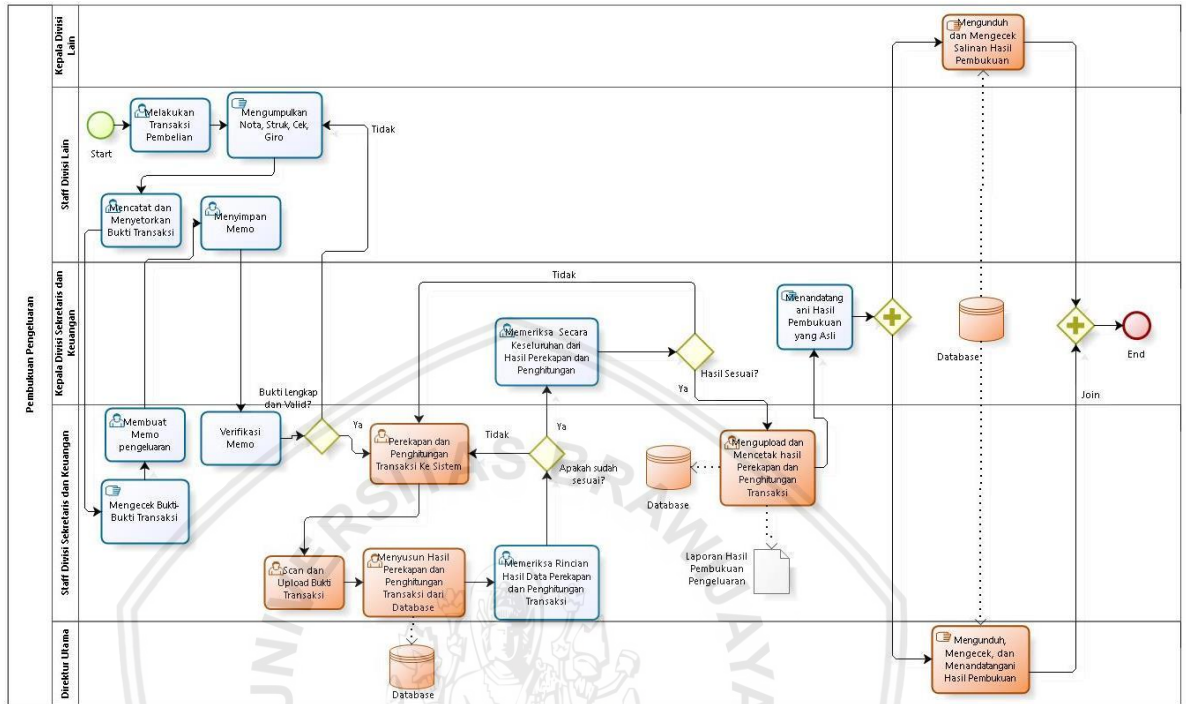 Pembukuan Pengeluaran
Kepala Divisi
Lain
Mengunduh
dan Mengecek
Salinan Hasil
Pembukuan
Staff Divisi Lain
Start
Melakukan
Transaksi
Pembelian
Mengumpulkan
Nota, Struk, Cek,
Giro
Tidak
Mencatat dan
Menyetorkan
Bukti Transaksi
Menyimpan
Memo
Kepala Divisi Sekretaris dan
Keuangan
Tidak
Memeriksa Secara
Keseluruhan dari
Hasil Perekapan dan
Penghitungan
Hasil Sesuai?
Ya
Menandatang
ani Hasil
Pembukuan
yang Asli
Database
End
Join
Staff Dirisi Sekretaris dan Keuangan
Membuat
Memo
pengeluaran
Mengecek Bukti-
Bukti Transaksi
Verifikasi
Memo
Bukti Lengkap
dan Valid?
Ya
Perekapan dan
Penghitungan
Transaksi Ke Sistem
Tidak
Ya
Apakah sudah
sesuai?
Mengupload dan
Mencetak hasil
Perekapan dan
Penghitungan
Transaksi
Database
Laporan Hasil
Pembukuan
Pengeluaran
Scan dan
Upload Bukti
Transaksi
Menyusun Hasil
Perekapan dan
Penghitungan
Transaksi dari
Database
Memeriksa Rincian
Hasil Data Perekapan
dan Penghitungan
Transaksi
Direktur Utama
Database
Mengunduh,
Mengecek, dan
Menandatangani
Hasil Pembukuan
UNIVERSITAS BRAWIJAYA